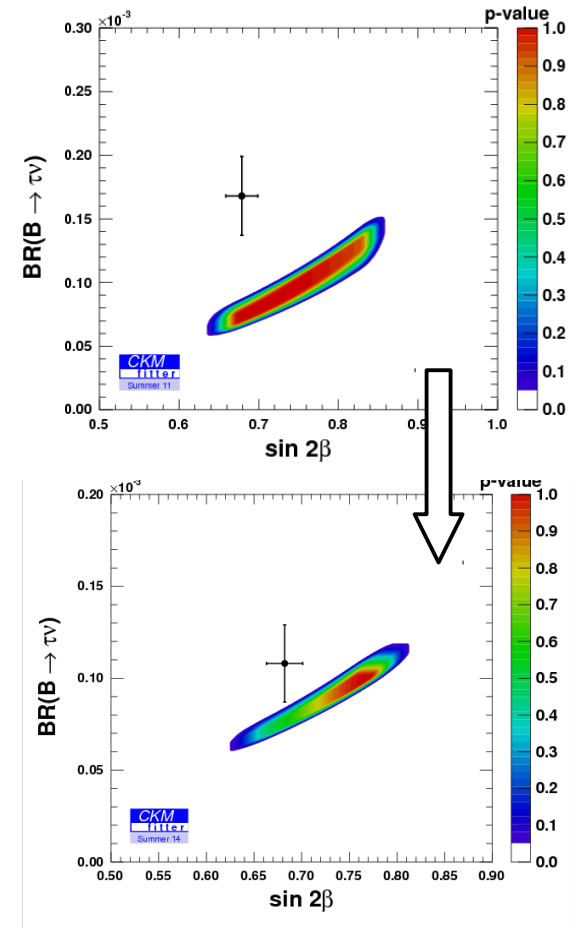 p-value
×10⁻³
0.30
0.25
0.20
0.15
0.10
0.05
0.00
BR(B → τν)
0.5 0.6 0.7 0.8 0.9 1.0
sin 2β
CKM
fitter
Summer 11
1.0
0.9
0.8
0.7
0.6
0.5
0.4
0.3
0.2
0.1
0.0
p-value
×10⁻³
0.20
0.15
0.10
0.05
0.00
BR(B → τν)
0.50 0.55 0.60 0.65 0.70 0.75 0.80 0.85 0.90
sin 2β
CKM
fitter
Summer 14
1.0
0.9
0.8
0.7
0.6
0.5
0.4
0.3
0.2
0.1
0.0